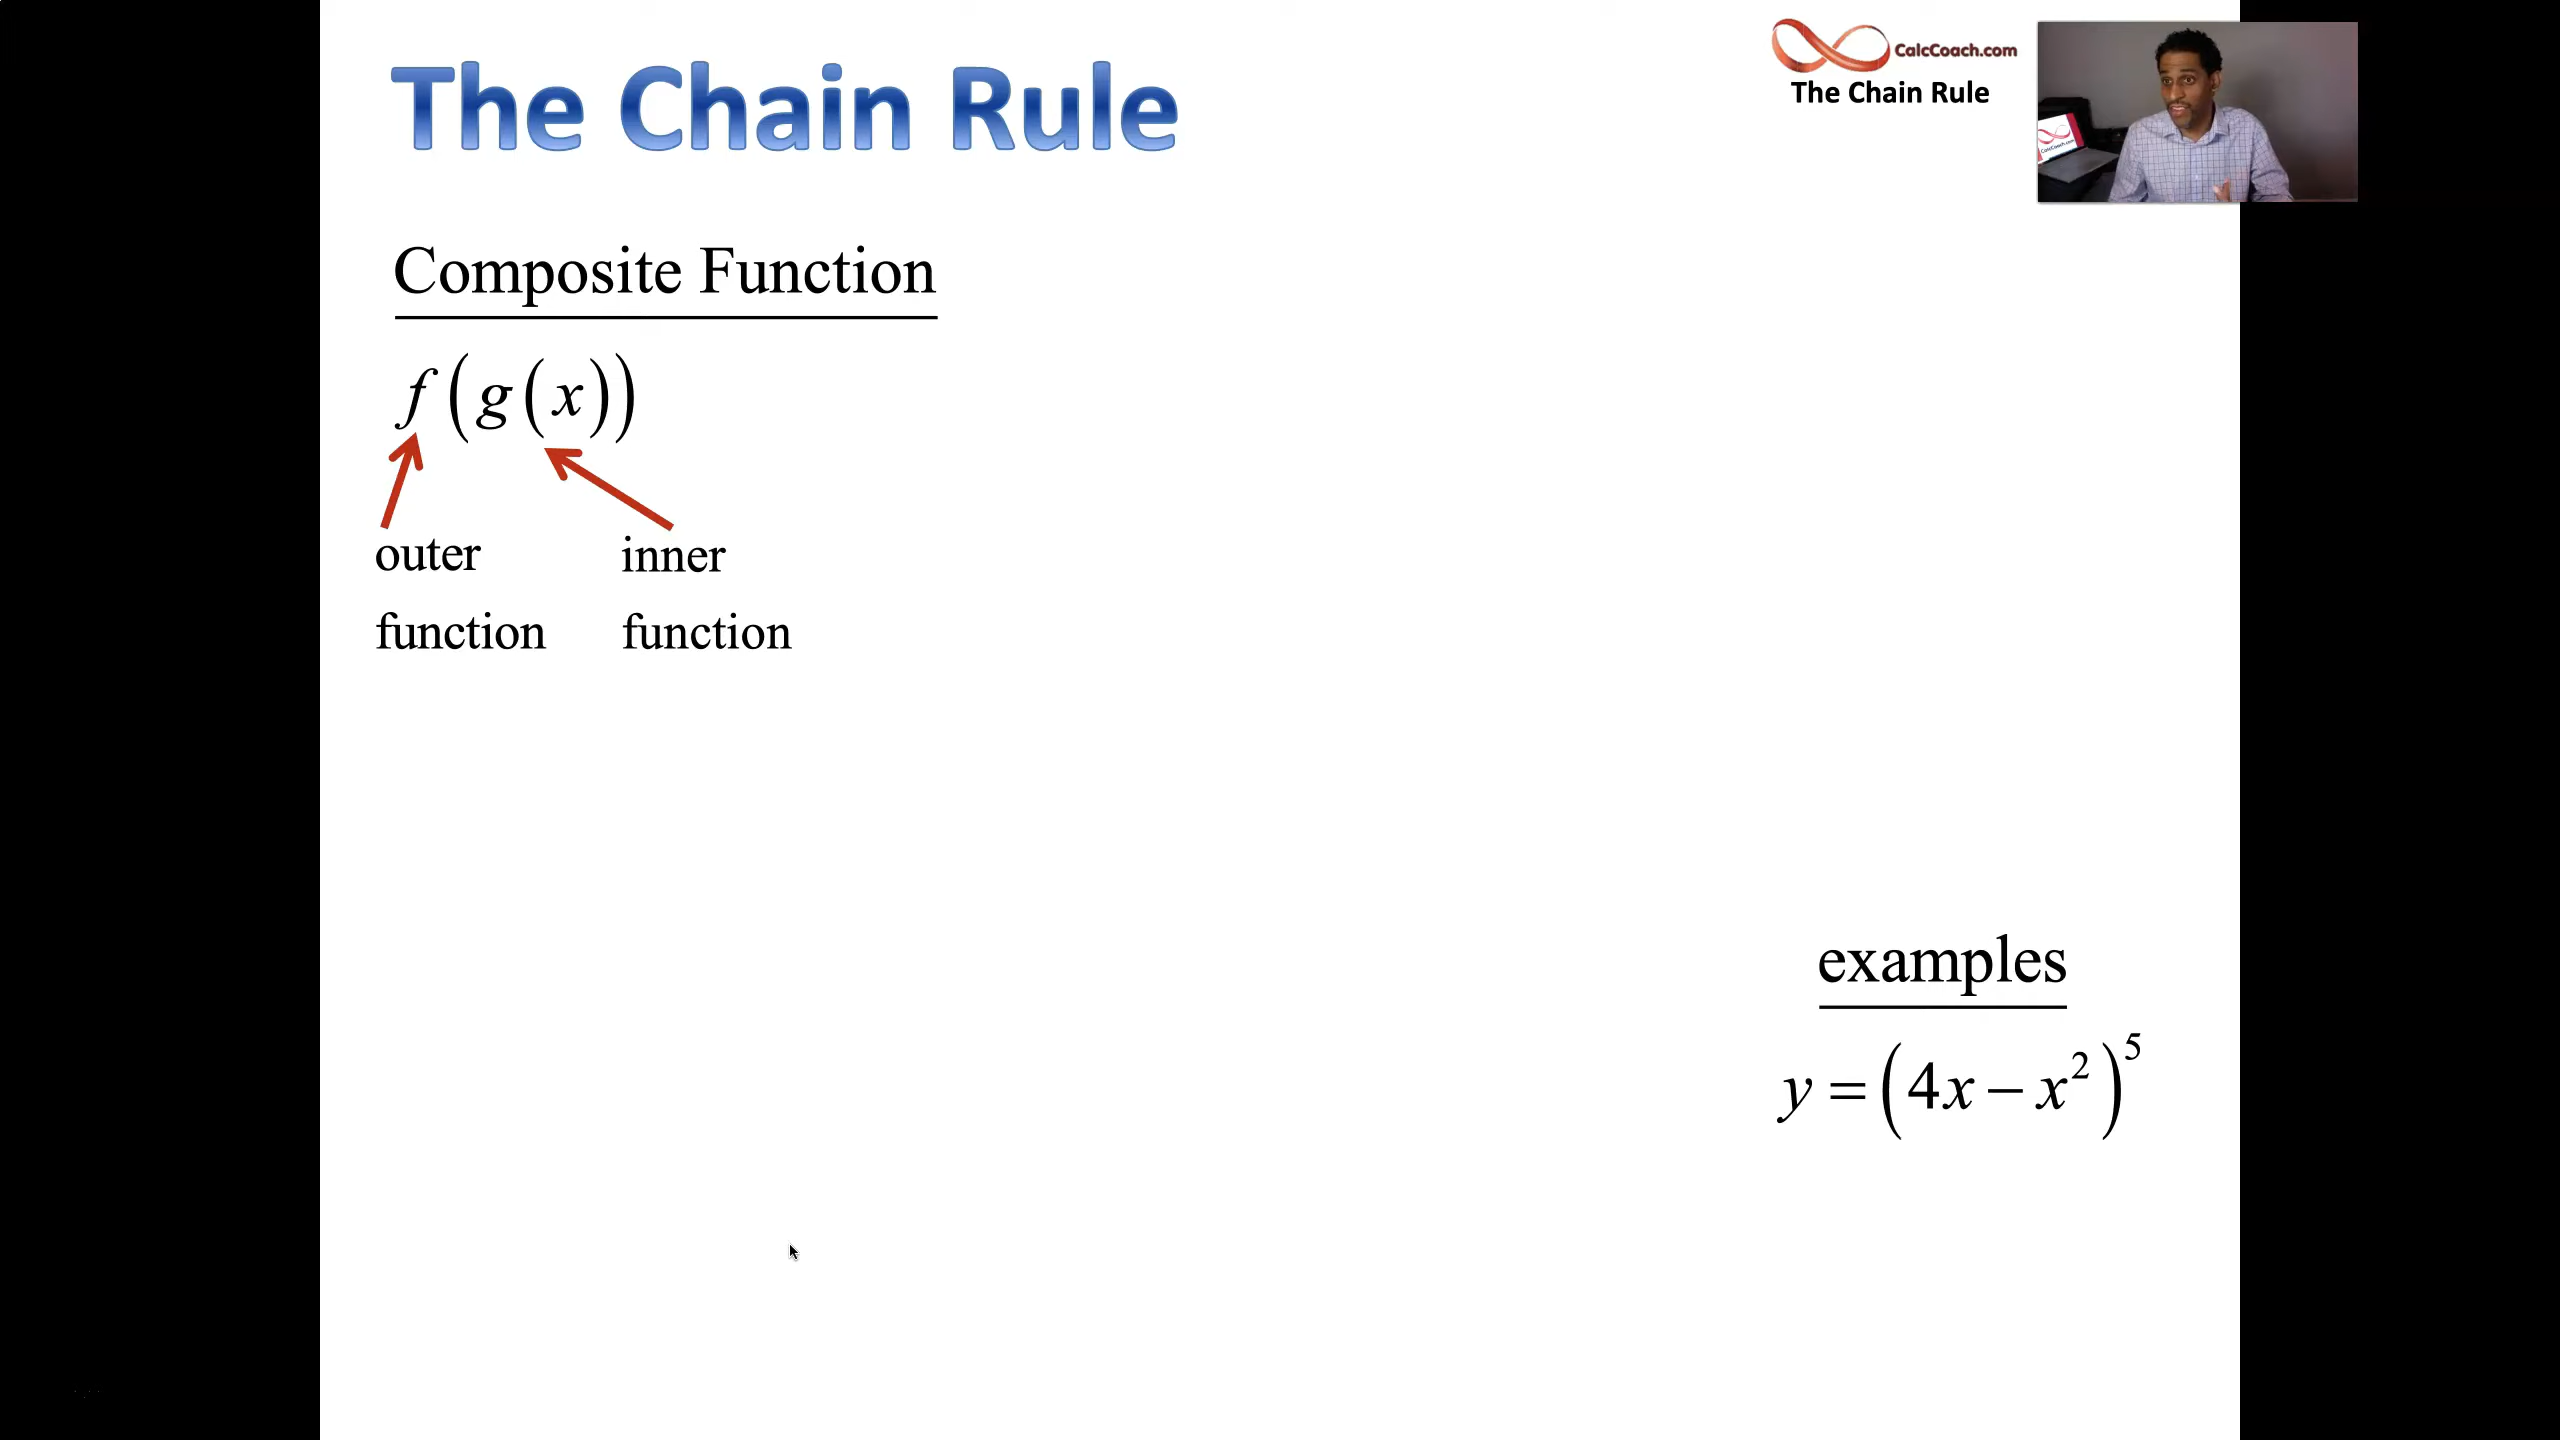 The Chain Rule
CalcCoach.com
The Chain Rule
Composite Function
f(g(x))
outer function
inner function
examples
y = (4x − x²)⁵